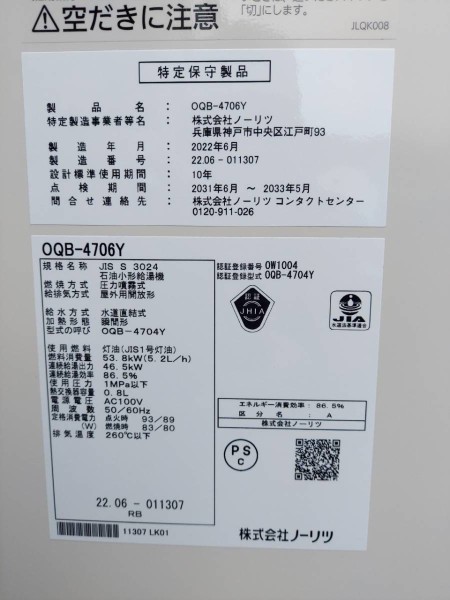 ⚠空だきに注意
「切」にします。
JLQK008
特定保守製品
製品名 : OQB-4706Y
特定製造事業者等名 : 株式会社ノーリツ
兵庫県神戸市中央区江戸町93
製造年月 : 2022年6月
製造番号 : 22.06-011307
設計標準使用期間 : 10年
点検期間 : 2031年6月 ～ 2033年5月
問合せ連絡先 : 株式会社ノーリツ コンタクトセンター
0120-911-026
OQB-4706Y
規格名称 JIS S 3024
石油小形給湯機
燃焼方式 圧力噴霧式
給排気方式 屋外用開放形
給水方式 水道直結式
加熱形態 瞬間形
型式の呼び OQB-4704Y
使用燃料 灯油(JIS1号灯油)
燃料消費量 53.8kW(5.2L/h)
連続給湯出力 46.5kW
連続給湯効率 86.5%
使用圧力 1MPa以下
熱交換器容量 0.8L
電源電圧 AC100V
周波数 50/60Hz
定格消費電力 点火時 93/89
(W) 燃焼時 83/80
排気温度 260℃以下
22.06-011307
RB
11307 LK01
認証登録番号 0W1004
認証登録型式 OQB-4704Y
認証
JHIA
JIA
水道法基準適合
エネルギー消費効率 : 86.5%
区分名 : A
PS
C
株式会社ノーリツ